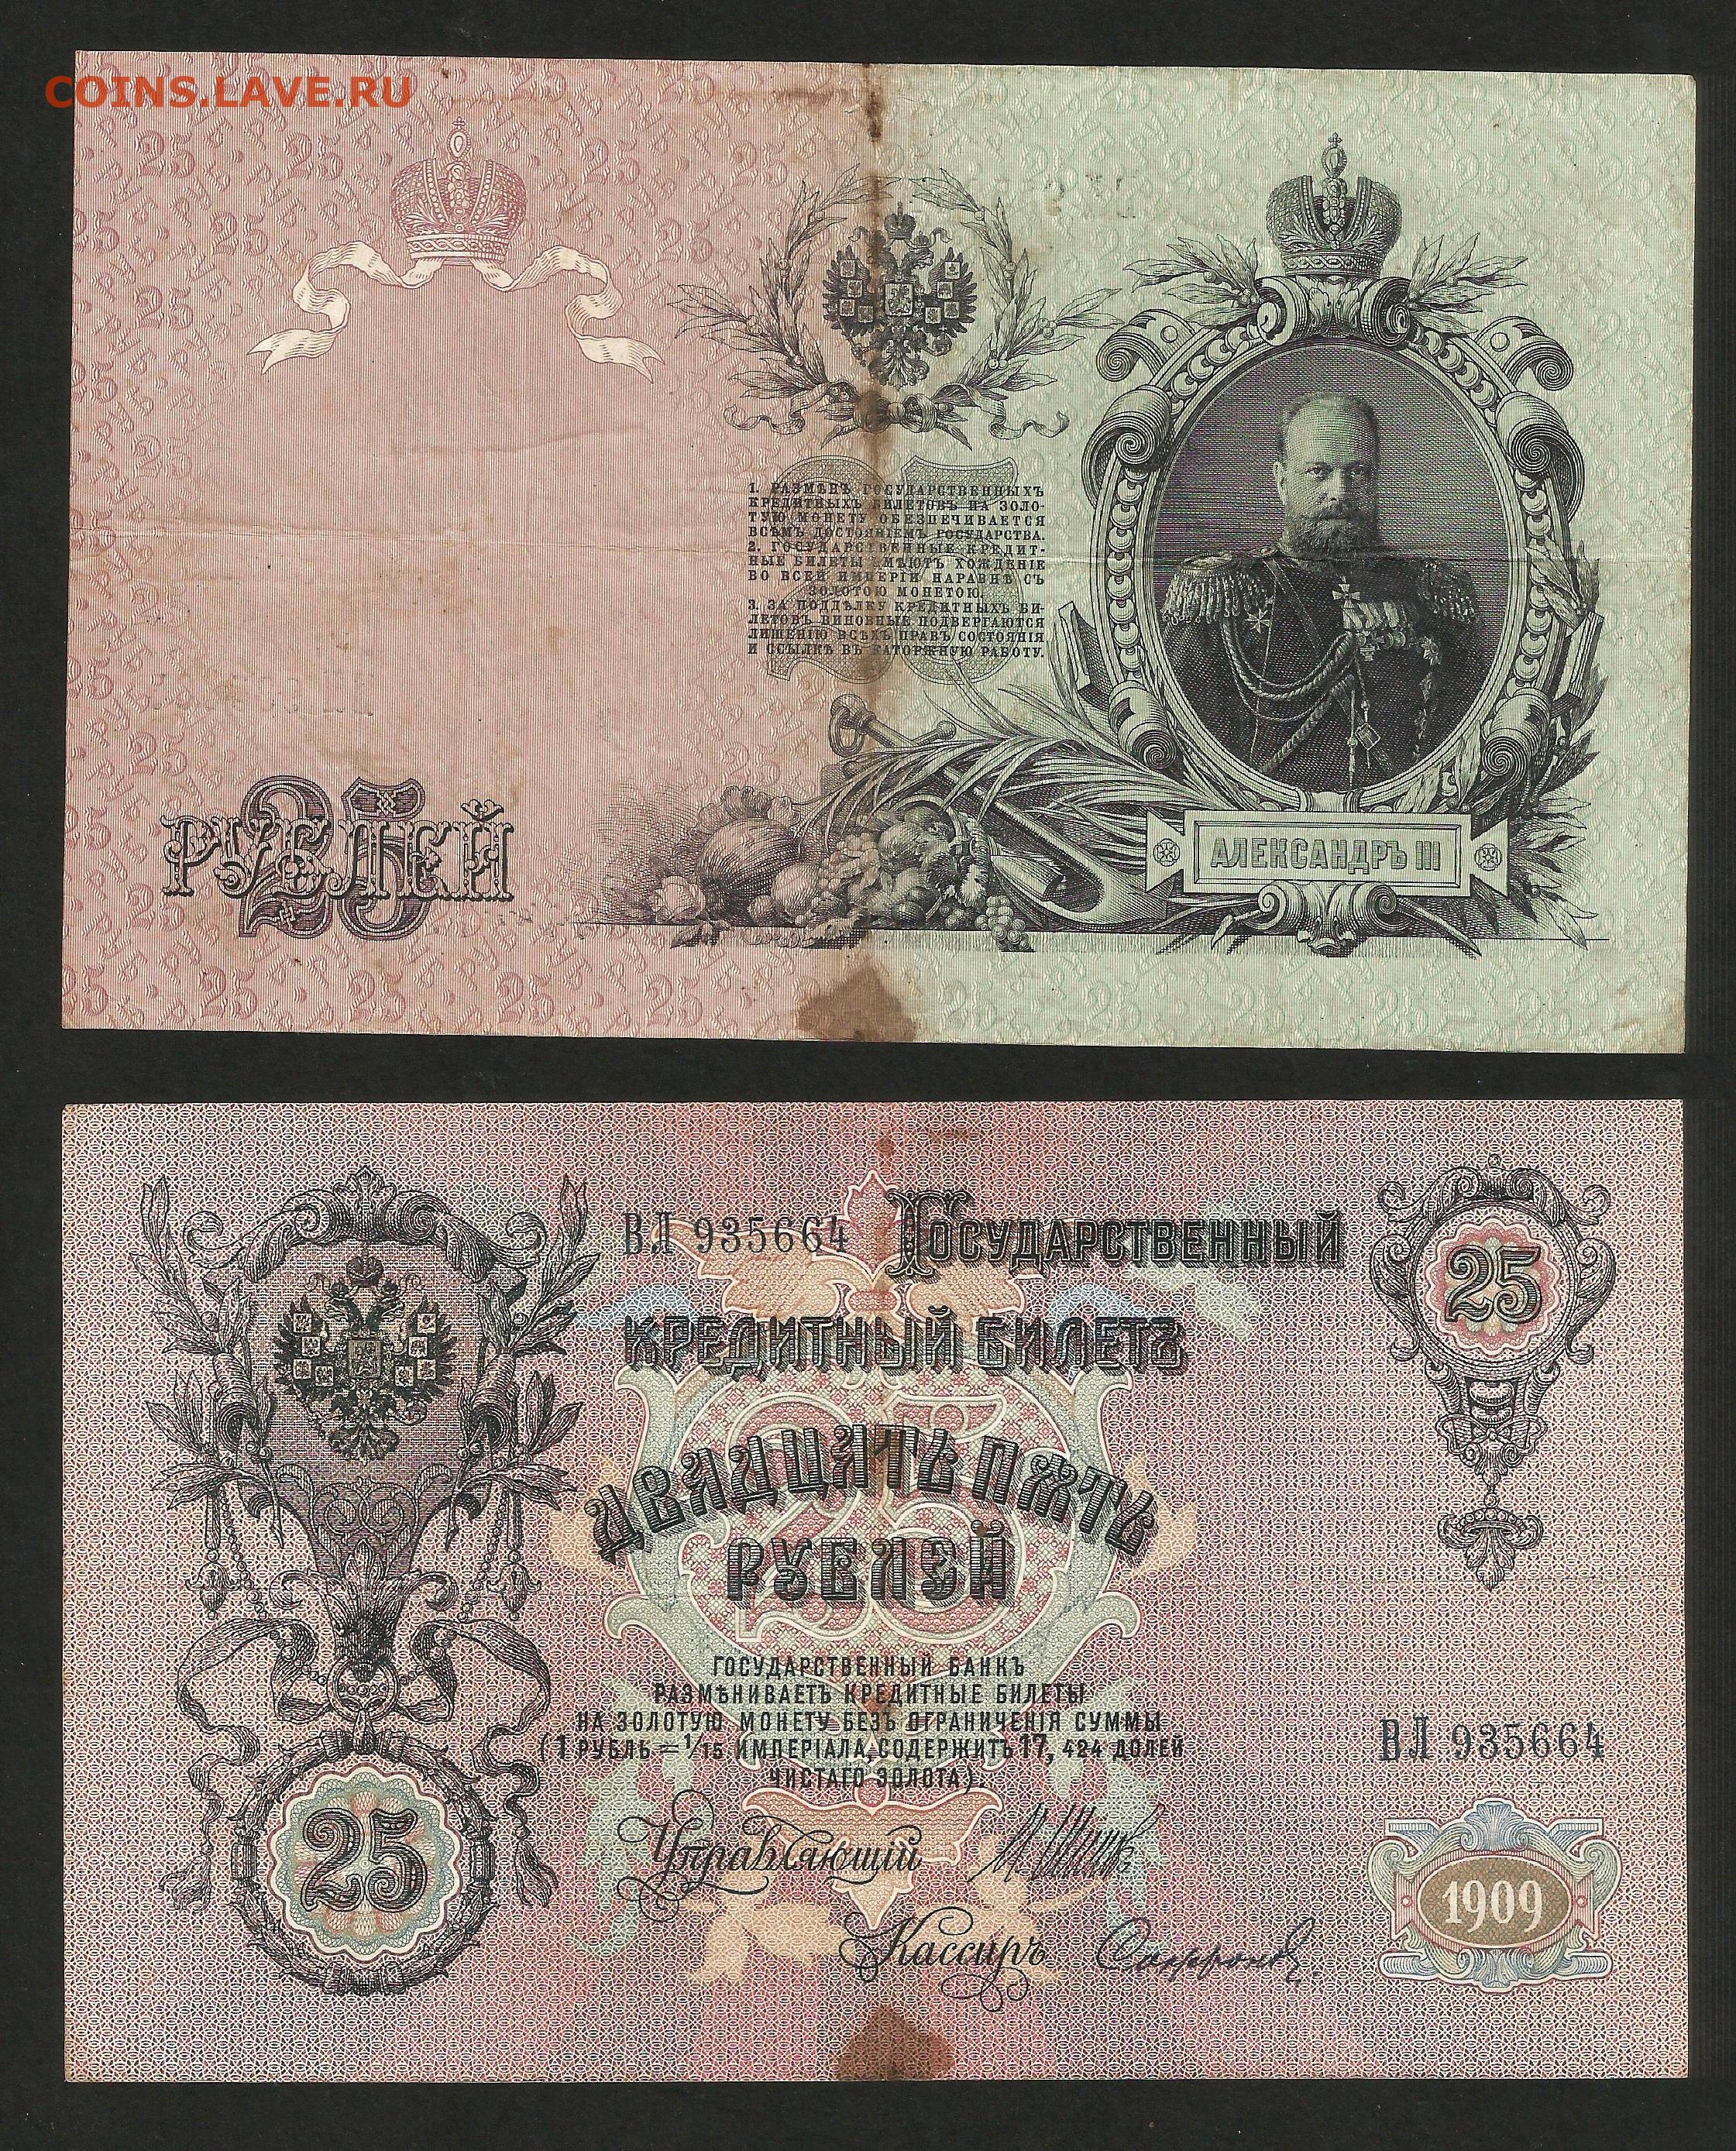 COINS.LAVE.RU
1. РАЗМѢНЪ ГОСУДАРСТВЕННЫХЪ
КРЕДИТНЫХЪ БИЛЕТОВЪ НА ЗОЛО-
ТУЮ МОНЕТУ ОБЕЗПЕЧИВАЕТСЯ
ВСѢМЪ ДОСТОЯНІЕМЪ ГОСУДАРСТВА.
2. ГОСУДАРСТВЕННЫЕ КРЕДИТ-
НЫЕ БИЛЕТЫ ИМѢЮТЪ ХОЖДЕНІЕ
ВО ВСЕЙ ИМПЕРІИ НАРАВНѢ СЪ
ЗОЛОТОЮ МОНЕТОЮ.
3. ЗА ПОДДѢЛКУ КРЕДИТНЫХЪ БИ-
ЛЕТОВЪ ВИНОВНЫЕ ПОДВЕРГАЮТСЯ
ЛИШЕНІЮ ВСѢХЪ ПРАВЪ СОСТОЯНІЯ
И ССЫЛКѢ ВЪ КАТОРЖНУЮ РАБОТУ.
25
РУБЛЕЙ
АЛЕКСАНДРЪ III
ВЛ 935664 ГОСУДАРСТВЕННЫЙ
25
КРЕДИТНЫЙ БИЛЕТЪ
25
ДВАДЦАТЬ ПЯТЬ
РУБЛЕЙ
ГОСУДАРСТВЕННЫЙ БАНКЪ
РАЗМѢНИВАЕТЪ КРЕДИТНЫЕ БИЛЕТЫ
НА ЗОЛОТУЮ МОНЕТУ БЕЗЪ ОГРАНИЧЕНІЯ СУММЫ
(1 РУБЛЬ = 1/15 ИМПЕРІАЛА, СОДЕРЖИТЪ 17, 424 ДОЛЕЙ
ЧИСТАГО ЗОЛОТА).
ВЛ 935664
25
Управляющій
Кассиръ Сафроновъ
1909